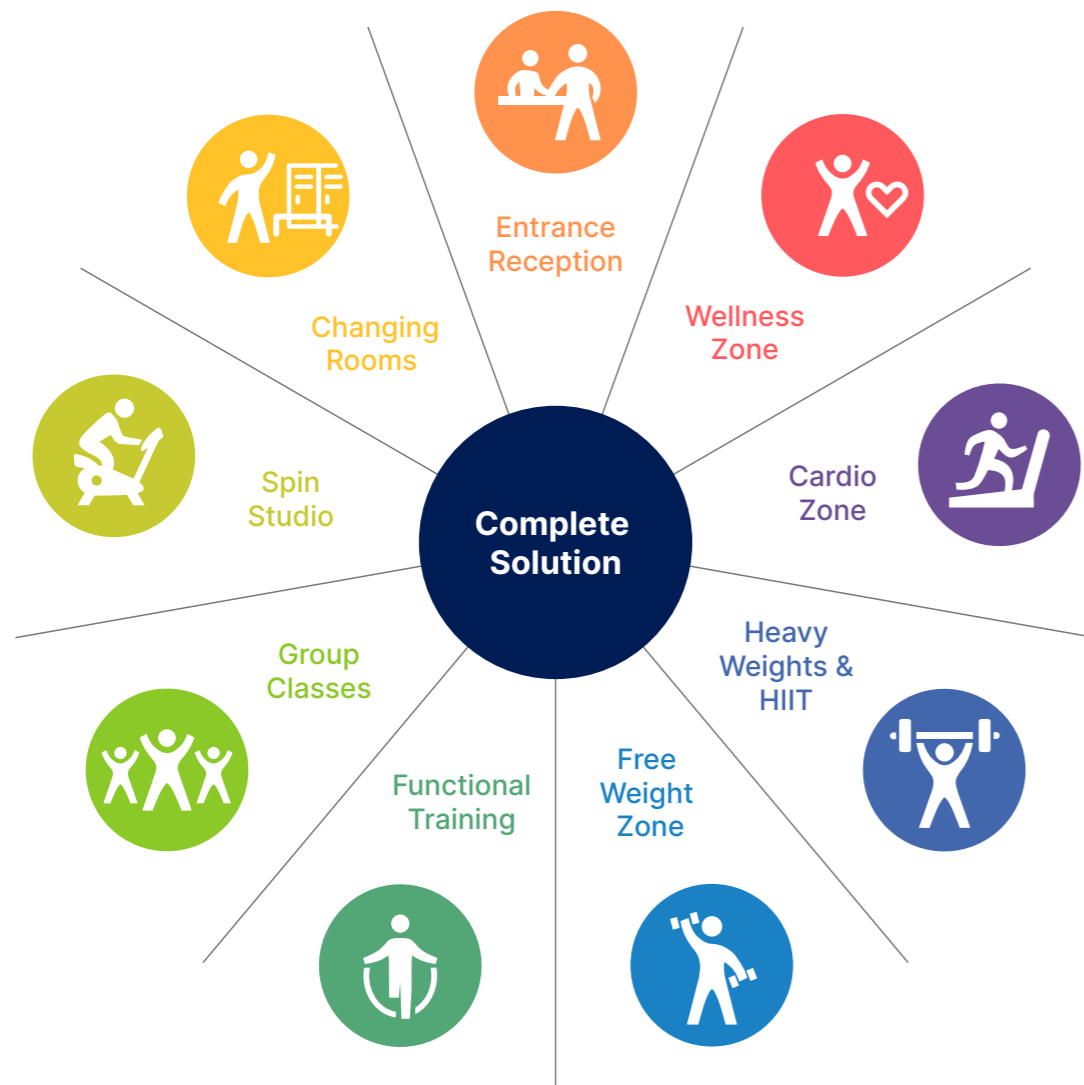 Entrance
Reception
Wellness
Zone
Cardio
Zone
Heavy
Weights &
HIIT
Free
Weight
Zone
Functional
Training
Group
Classes
Spin
Studio
Changing
Rooms
Complete
Solution